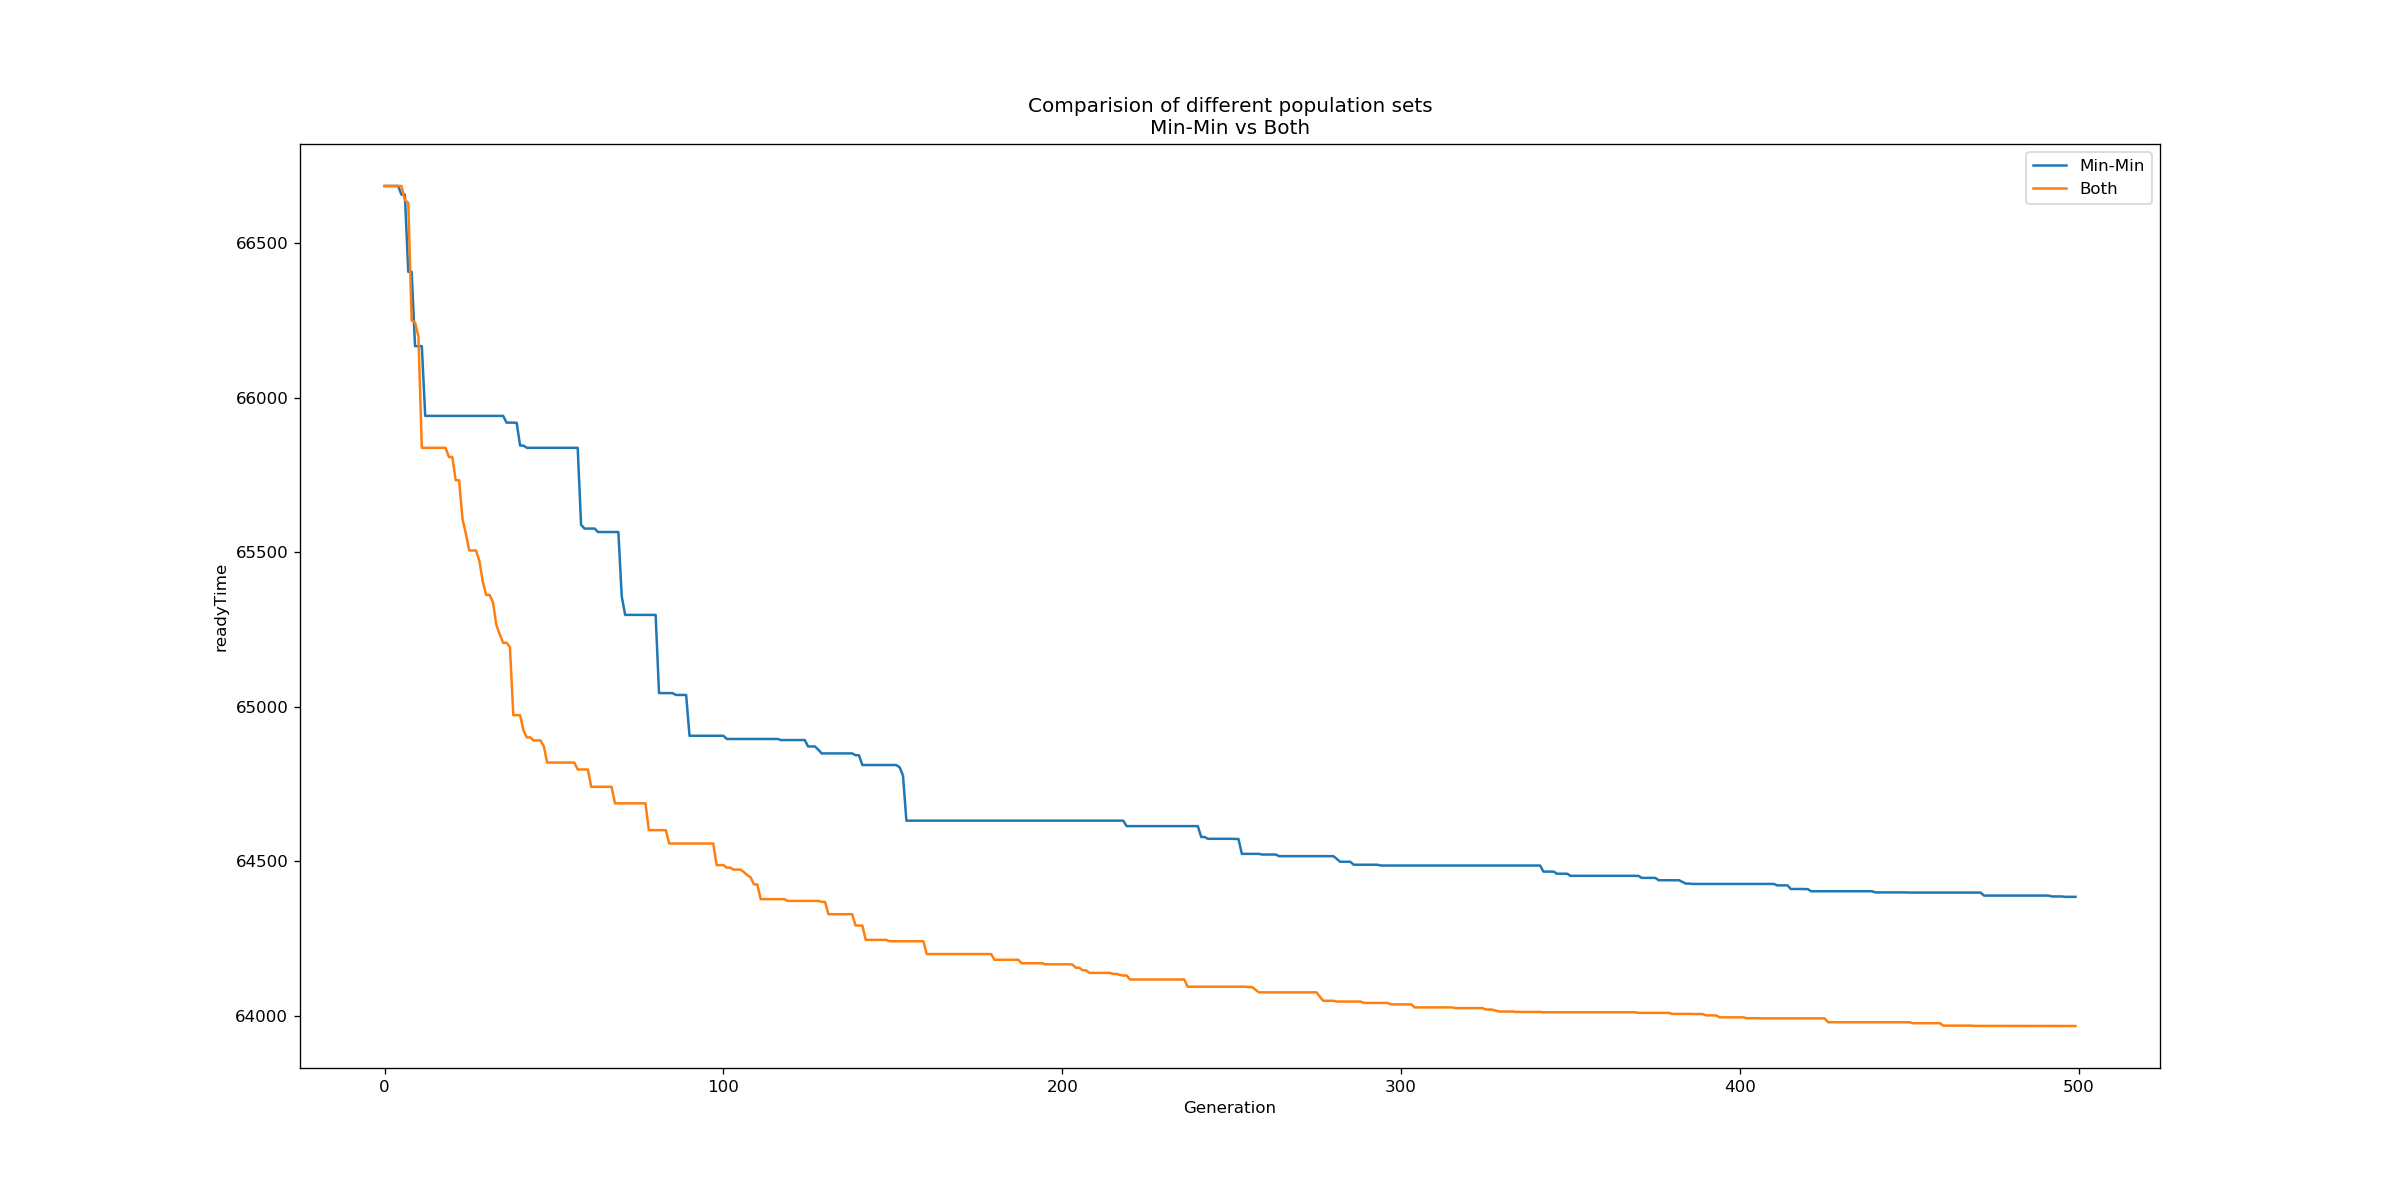 Comparision of different population sets
Min-Min vs Both
Min-Min
Both
66500
66000
65500
65000
64500
64000
readyTime
0
100
200
300
400
500
Generation